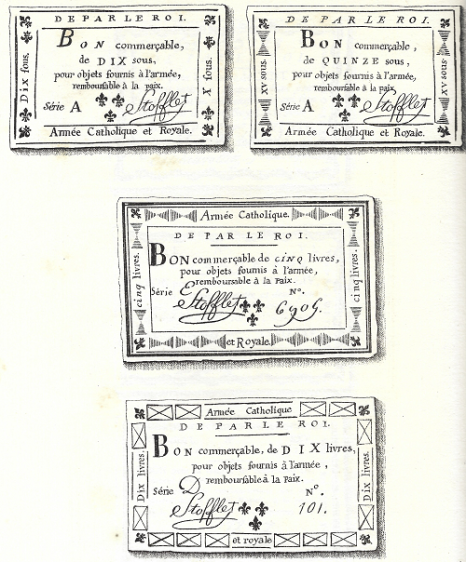 DE PAR LE ROI.
BON commerçable,
de DIX sous,
pour objets fournis à l'armée,
remboursable à la paix.
Série A Stofflet
Armée Catholique et Royale.
Dix sous.
X sous.
DE PAR LE ROI.
BON commerçable,
de QUINZE sous,
pour objets fournis à l'armée,
remboursable à la paix.
Série A Stofflet
Armée Catholique et Royale.
XV sous.
XV sous.
Armée Catholique.
DE PAR LE ROI.
BON commerçable de cinq livres,
pour objets fournis à l'armée,
remboursable à la Paix.
Série E N°.
Stofflet 6909.
et Royale.
cinq livres.
cinq livres.
Armée Catholique
DE PAR LE ROI.
BON commerçable, de DIX livres,
pour objets fournis à l'armée,
remboursable à la Paix.
Série D N°.
Stofflet 101.
et royale
Dix livres.
Dix livres.